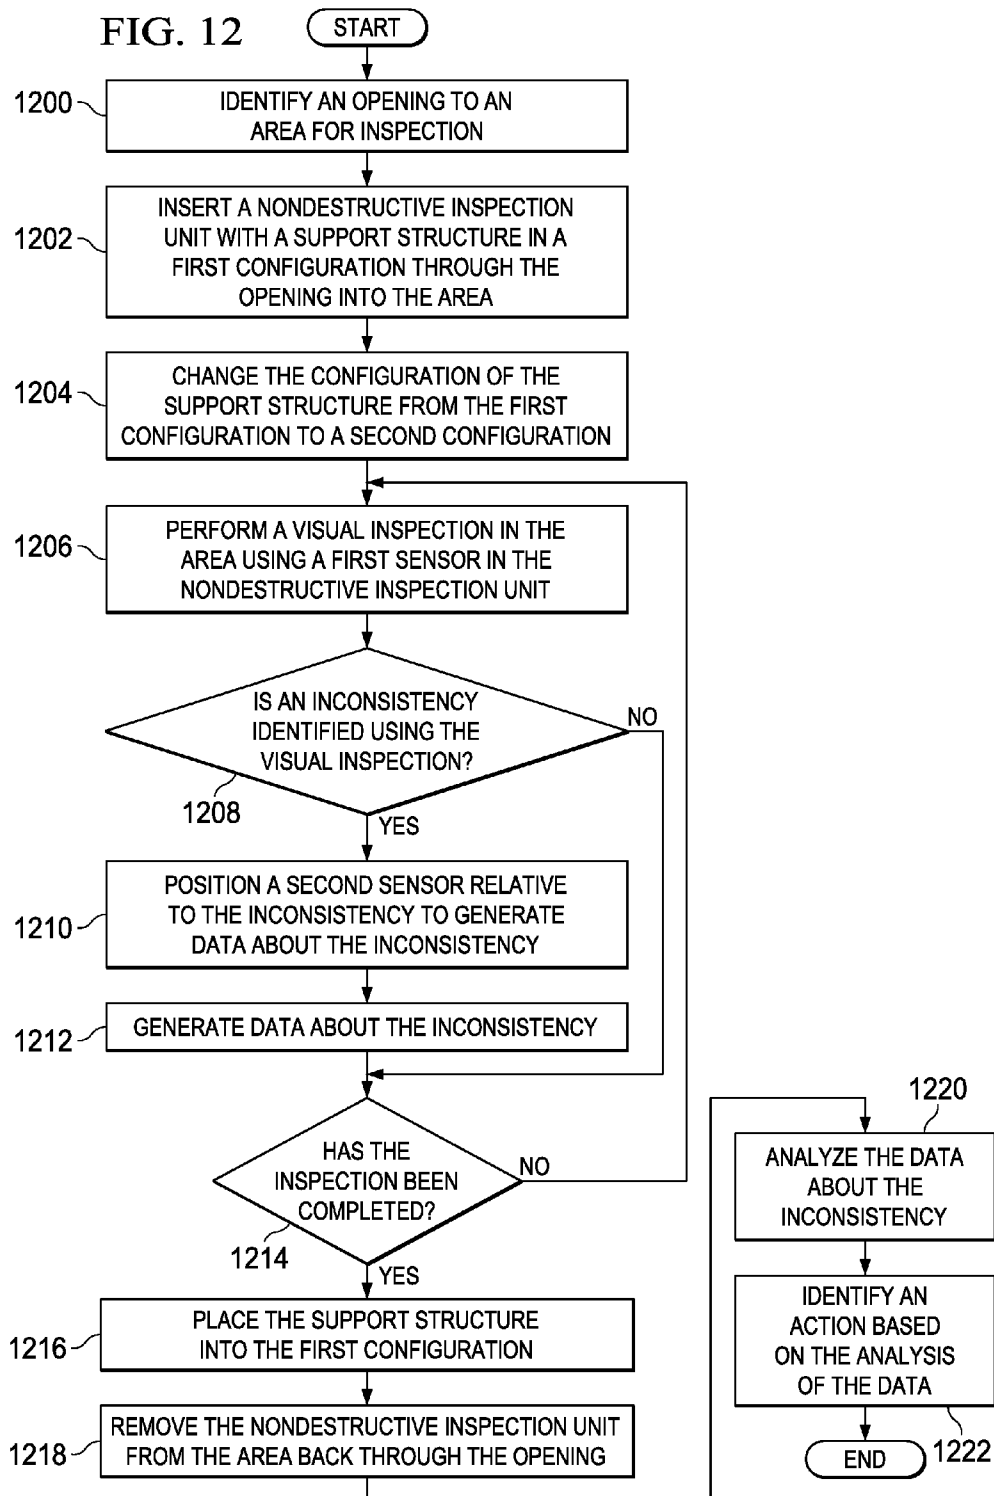 FIG. 12
START
1200
IDENTIFY AN OPENING TO AN
AREA FOR INSPECTION
1202
INSERT A NONDESTRUCTIVE INSPECTION
UNIT WITH A SUPPORT STRUCTURE IN A
FIRST CONFIGURATION THROUGH THE
OPENING INTO THE AREA
1204
CHANGE THE CONFIGURATION OF THE
SUPPORT STRUCTURE FROM THE FIRST
CONFIGURATION TO A SECOND CONFIGURATION
1206
PERFORM A VISUAL INSPECTION IN THE
AREA USING A FIRST SENSOR IN THE
NONDESTRUCTIVE INSPECTION UNIT
IS AN INCONSISTENCY
IDENTIFIED USING THE
VISUAL INSPECTION?
NO
1208
YES
1210
POSITION A SECOND SENSOR RELATIVE
TO THE INCONSISTENCY TO GENERATE
DATA ABOUT THE INCONSISTENCY
1212
GENERATE DATA ABOUT THE INCONSISTENCY
HAS THE
INSPECTION BEEN
COMPLETED?
NO
1214
YES
1216
PLACE THE SUPPORT STRUCTURE
INTO THE FIRST CONFIGURATION
1218
REMOVE THE NONDESTRUCTIVE INSPECTION UNIT
FROM THE AREA BACK THROUGH THE OPENING
1220
ANALYZE THE DATA
ABOUT THE
INCONSISTENCY
IDENTIFY AN
ACTION BASED
ON THE ANALYSIS
OF THE DATA
1222
END